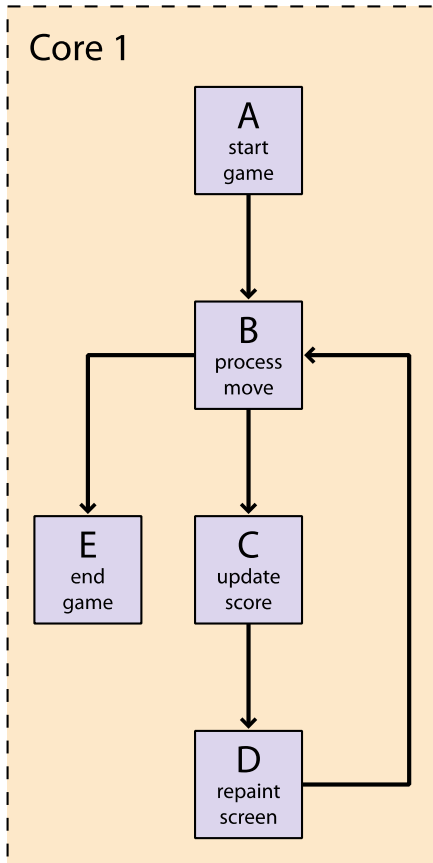 Core 1
A
start
game
B
process
move
E
end
game
C
update
score
D
repaint
screen